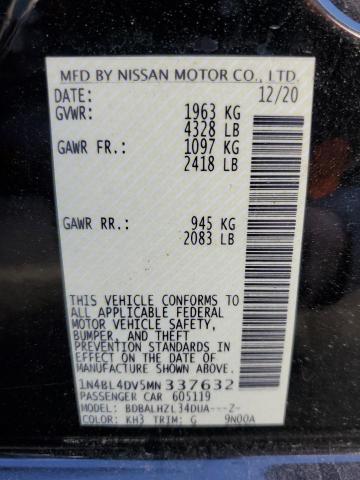 MFD BY NISSAN MOTOR CO., LTD.
DATE: 12/20
GVWR: 1963 KG
4328 LB
GAWR FR.: 1097 KG
2418 LB
GAWR RR.: 945 KG
2083 LB
THIS VEHICLE CONFORMS TO
ALL APPLICABLE FEDERAL
MOTOR VEHICLE SAFETY,
BUMPER, AND THEFT
PREVENTION STANDARDS IN
EFFECT ON THE DATE OF
MANUFACTURE SHOWN ABOVE.
1N4BL4DV5MN337632
PASSENGER CAR 605119
MODEL: BDBALHZL34DUA---Z-
COLOR: KH3 TRIM: G 9N00A